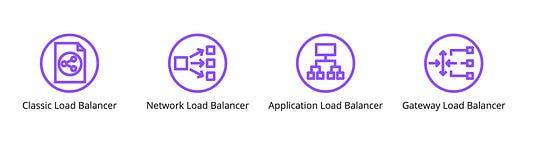 Classic Load Balancer
Network Load Balancer
Application Load Balancer
Gateway Load Balancer